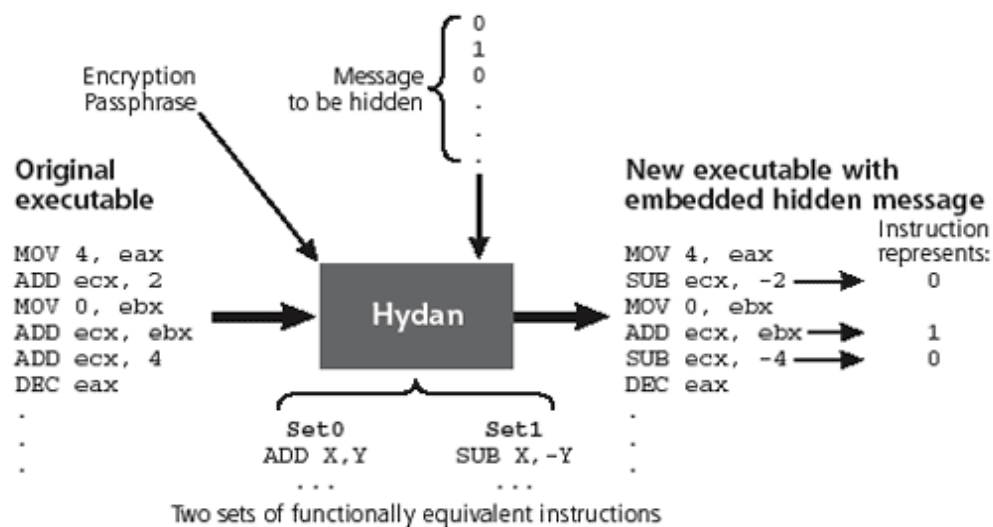 Encryption
Passphrase
Message
to be hidden
0
1
0
.
.
.
Original
executable
MOV 4, eax
ADD ecx, 2
MOV 0, ebx
ADD ecx, ebx
ADD ecx, 4
DEC eax
.
.
.
Hydan
Set0
ADD X,Y
...
Set1
SUB X,-Y
...
Two sets of functionally equivalent instructions
New executable with
embedded hidden message
Instruction
represents:
MOV 4, eax
SUB ecx, -2
0
MOV 0, ebx
ADD ecx, ebx
1
SUB ecx, -4
0
DEC eax
.
.
.